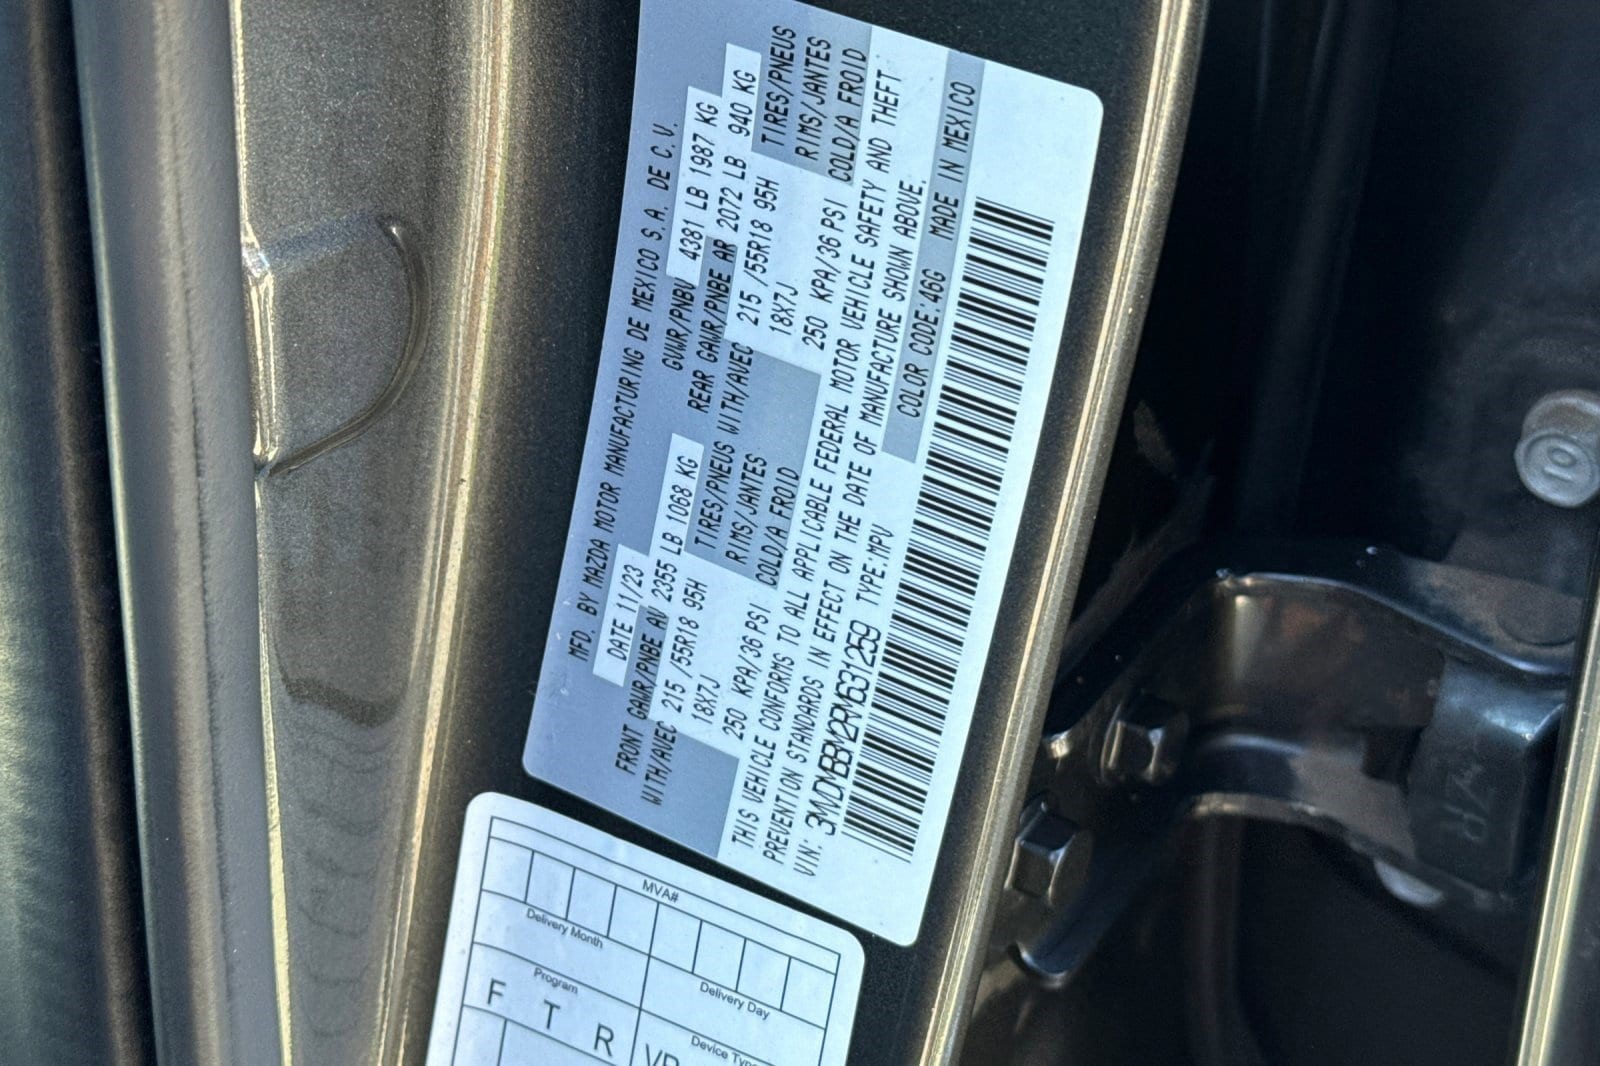 MFD. BY MAZDA MOTOR MANUFACTURING DE MEXICO S. A. DE C. V.
DATE 11/23 GVWR/PNBV 4381 LB 1987 KG
FRONT GAWR/PNBE AV 2355 LB 1068 KG REAR GAWR/PNBE AR 2072 LB 940 KG
WITH/AVEC 215 /55R18 95H TIRES/PNEUS WITH/AVEC 215 /55R18 95H TIRES/PNEUS
18X7J RIMS/JANTES 18X7J RIMS/JANTES
250 KPA/36 PSI COLD/A FROID 250 KPA/36 PSI COLD/A FROID
THIS VEHICLE CONFORMS TO ALL APPLICABLE FEDERAL MOTOR VEHICLE SAFETY AND THEFT
PREVENTION STANDARDS IN EFFECT ON THE DATE OF MANUFACTURE SHOWN ABOVE.
VIN: 3MVDMBBM2RM631259 TYPE:MPV COLOR CODE:46G MADE IN MEXICO
MVA#
Delivery Month
Delivery Day
Program
F T R
10